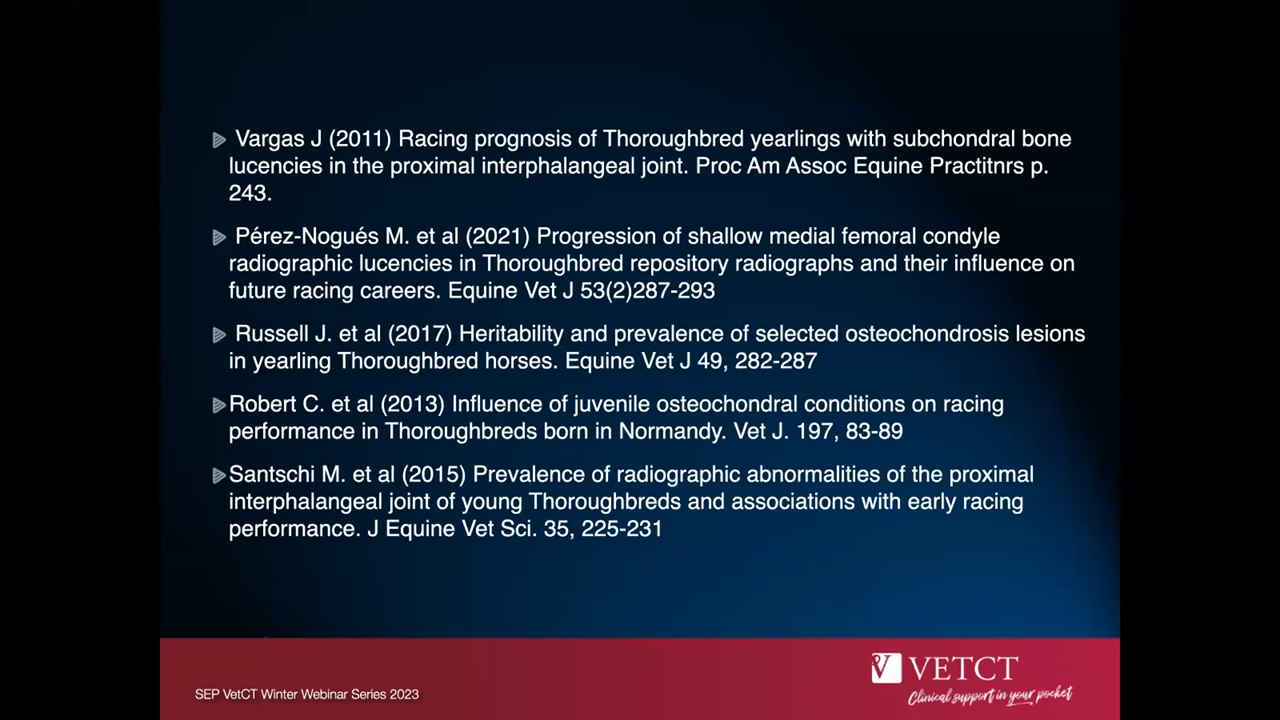 Vargas J (2011) Racing prognosis of Thoroughbred yearlings with subchondral bone
lucencies in the proximal interphalangeal joint. Proc Am Assoc Equine Practitnrs p.
243.
Pérez-Nogués M. et al (2021) Progression of shallow medial femoral condyle
radiographic lucencies in Thoroughbred repository radiographs and their influence on
future racing careers. Equine Vet J 53(2)287-293
Russell J. et al (2017) Heritability and prevalence of selected osteochondrosis lesions
in yearling Thoroughbred horses. Equine Vet J 49, 282-287
Robert C. et al (2013) Influence of juvenile osteochondral conditions on racing
performance in Thoroughbreds born in Normandy. Vet J. 197, 83-89
Santschi M. et al (2015) Prevalence of radiographic abnormalities of the proximal
interphalangeal joint of young Thoroughbreds and associations with early racing
performance. J Equine Vet Sci. 35, 225-231
V VETCT
Clinical support in your pocket
SEP VetCT Winter Webinar Series 2023